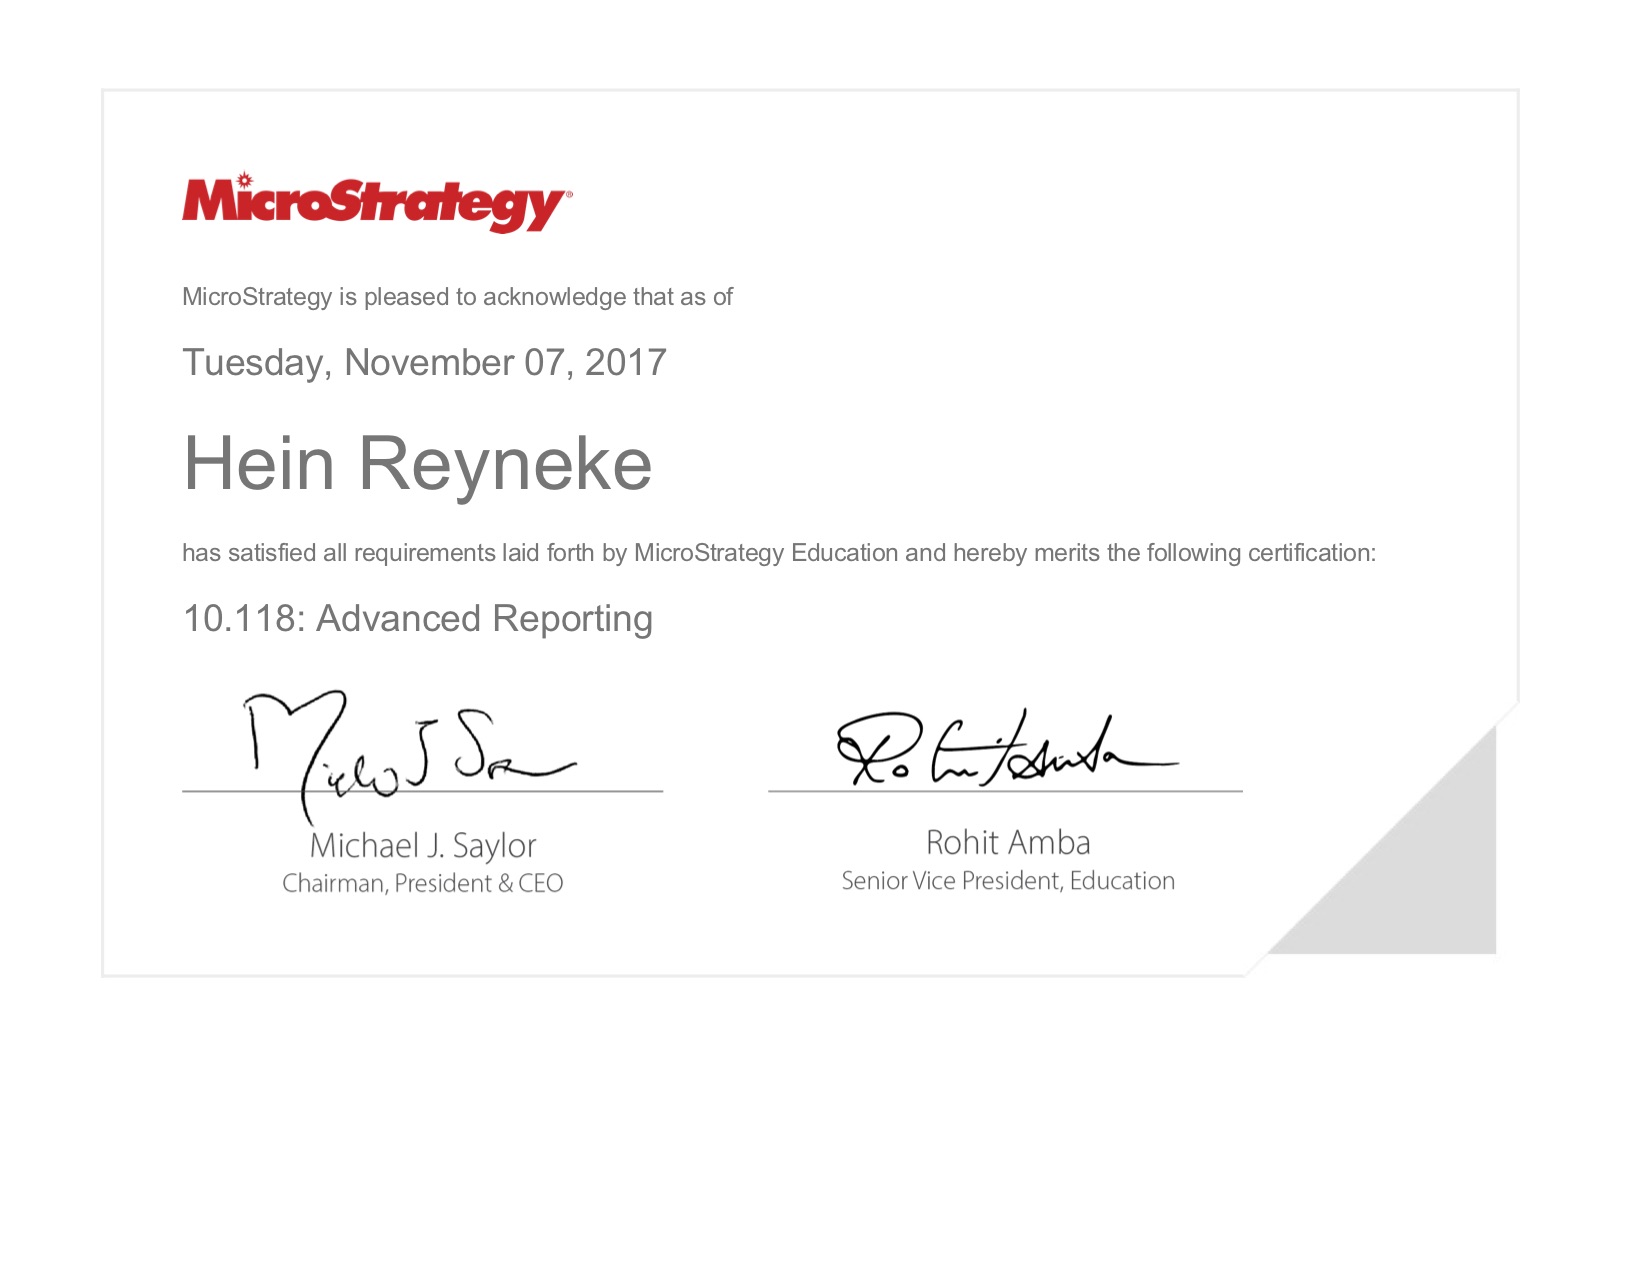 MicroStrategy®
MicroStrategy is pleased to acknowledge that as of
Tuesday, November 07, 2017
Hein Reyneke
has satisfied all requirements laid forth by MicroStrategy Education and hereby merits the following certification:
10.118: Advanced Reporting
Michael J. Saylor
Chairman, President & CEO
Rohit Amba
Senior Vice President, Education